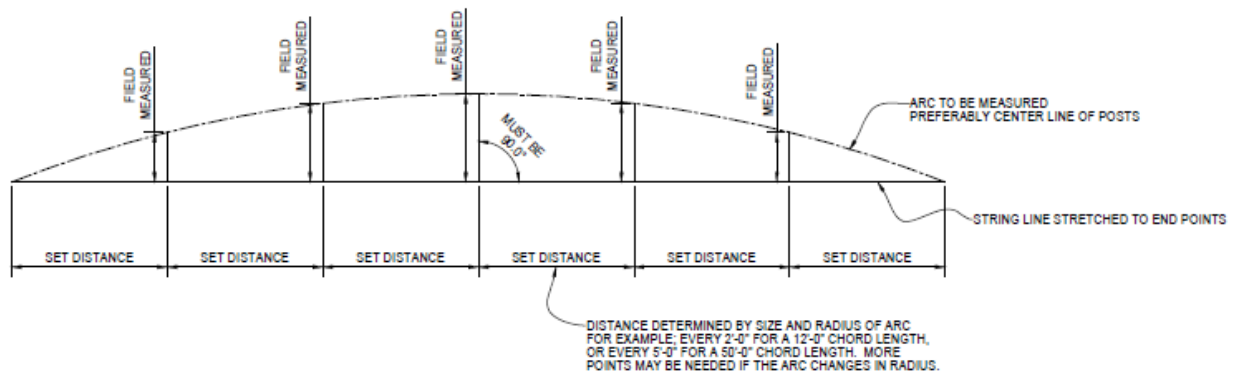 FIELD
MEASURED
FIELD
MEASURED
FIELD
MEASURED
FIELD
MEASURED
FIELD
MEASURED
MUST BE
90.0°
ARC TO BE MEASURED
PREFERABLY CENTER LINE OF POSTS
STRING LINE STRETCHED TO END POINTS
SET DISTANCE
SET DISTANCE
SET DISTANCE
SET DISTANCE
SET DISTANCE
SET DISTANCE
DISTANCE DETERMINED BY SIZE AND RADIUS OF ARC
FOR EXAMPLE; EVERY 2'-0" FOR A 12'-0" CHORD LENGTH,
OR EVERY 5'-0" FOR A 50'-0" CHORD LENGTH. MORE
POINTS MAY BE NEEDED IF THE ARC CHANGES IN RADIUS.